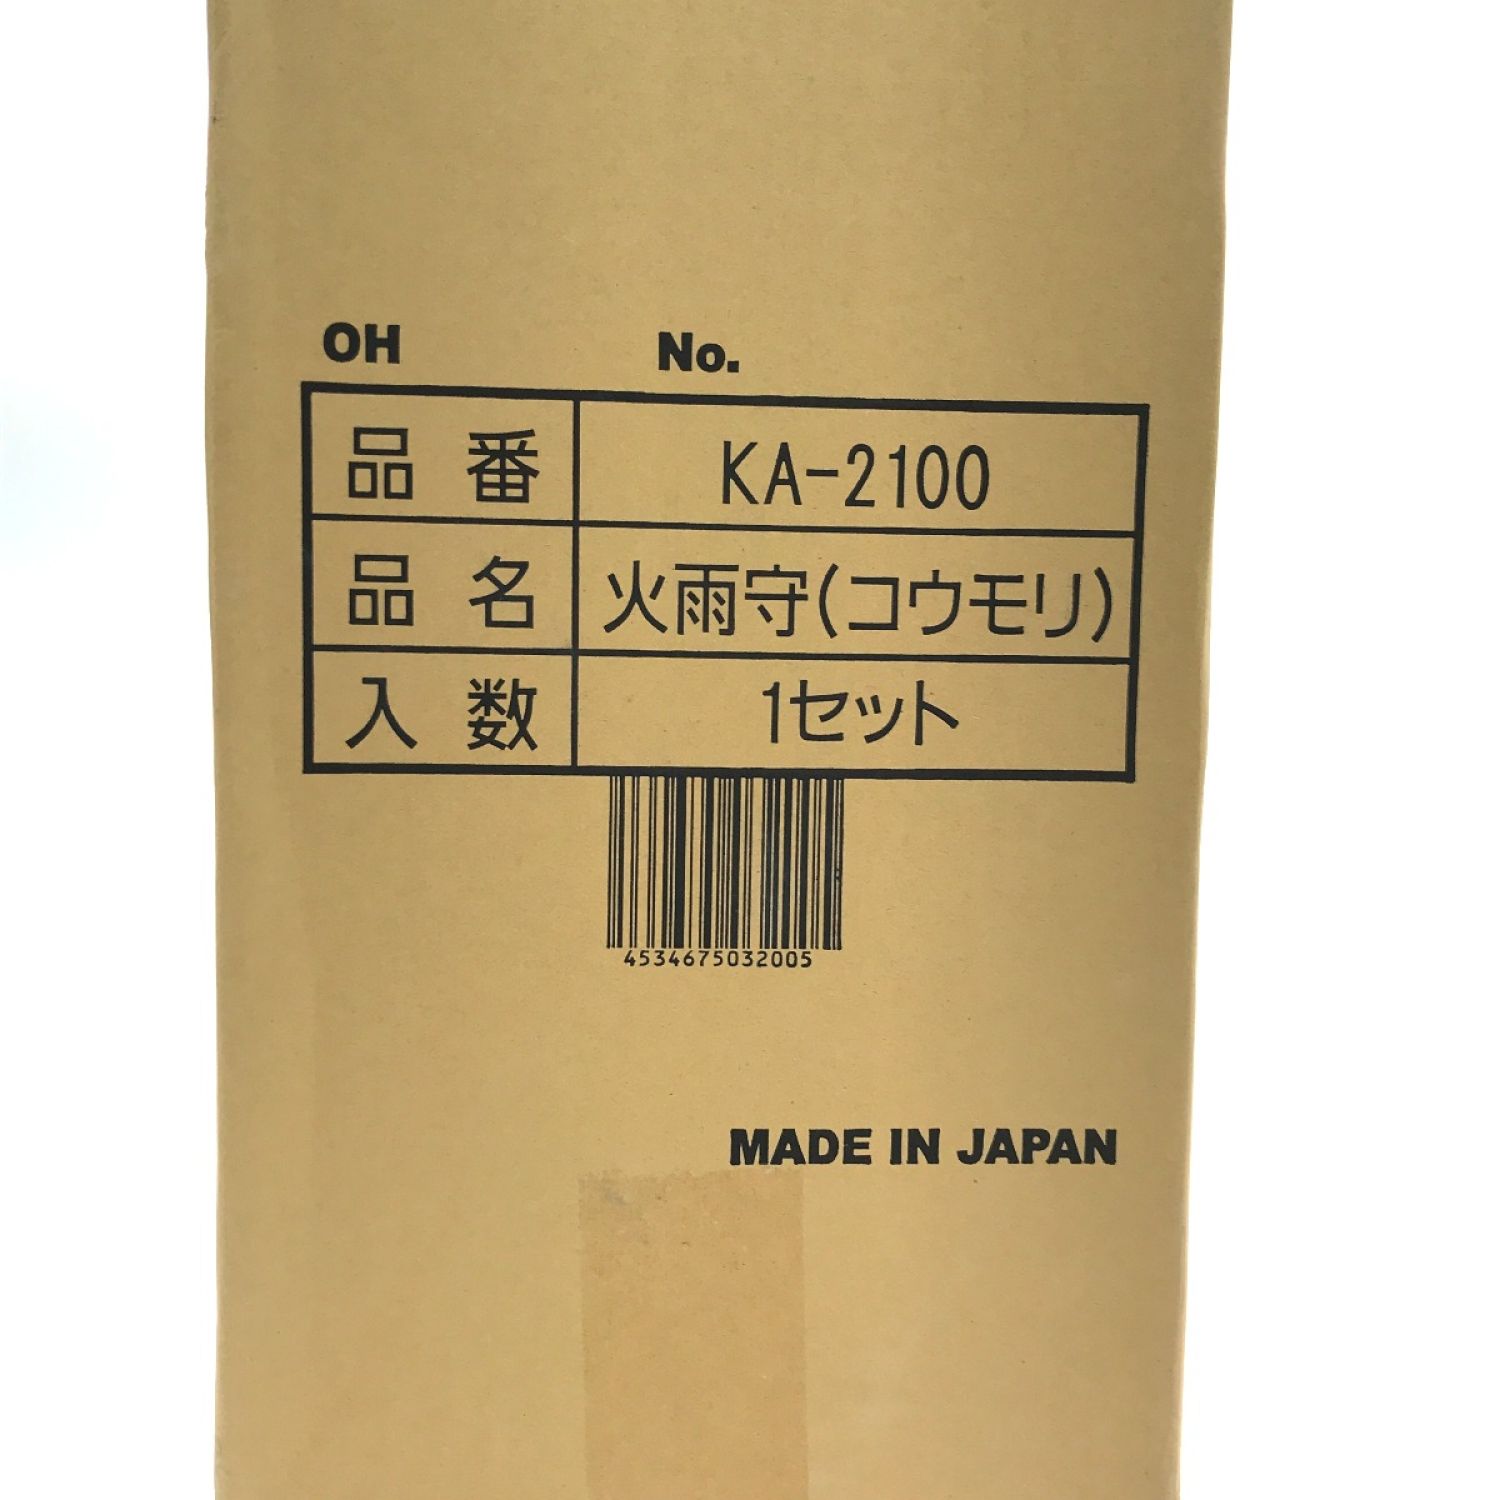 OH No.
品番 KA-2100
品名 火雨守(コウモリ)
入数 1セット
4534675032005
MADE IN JAPAN